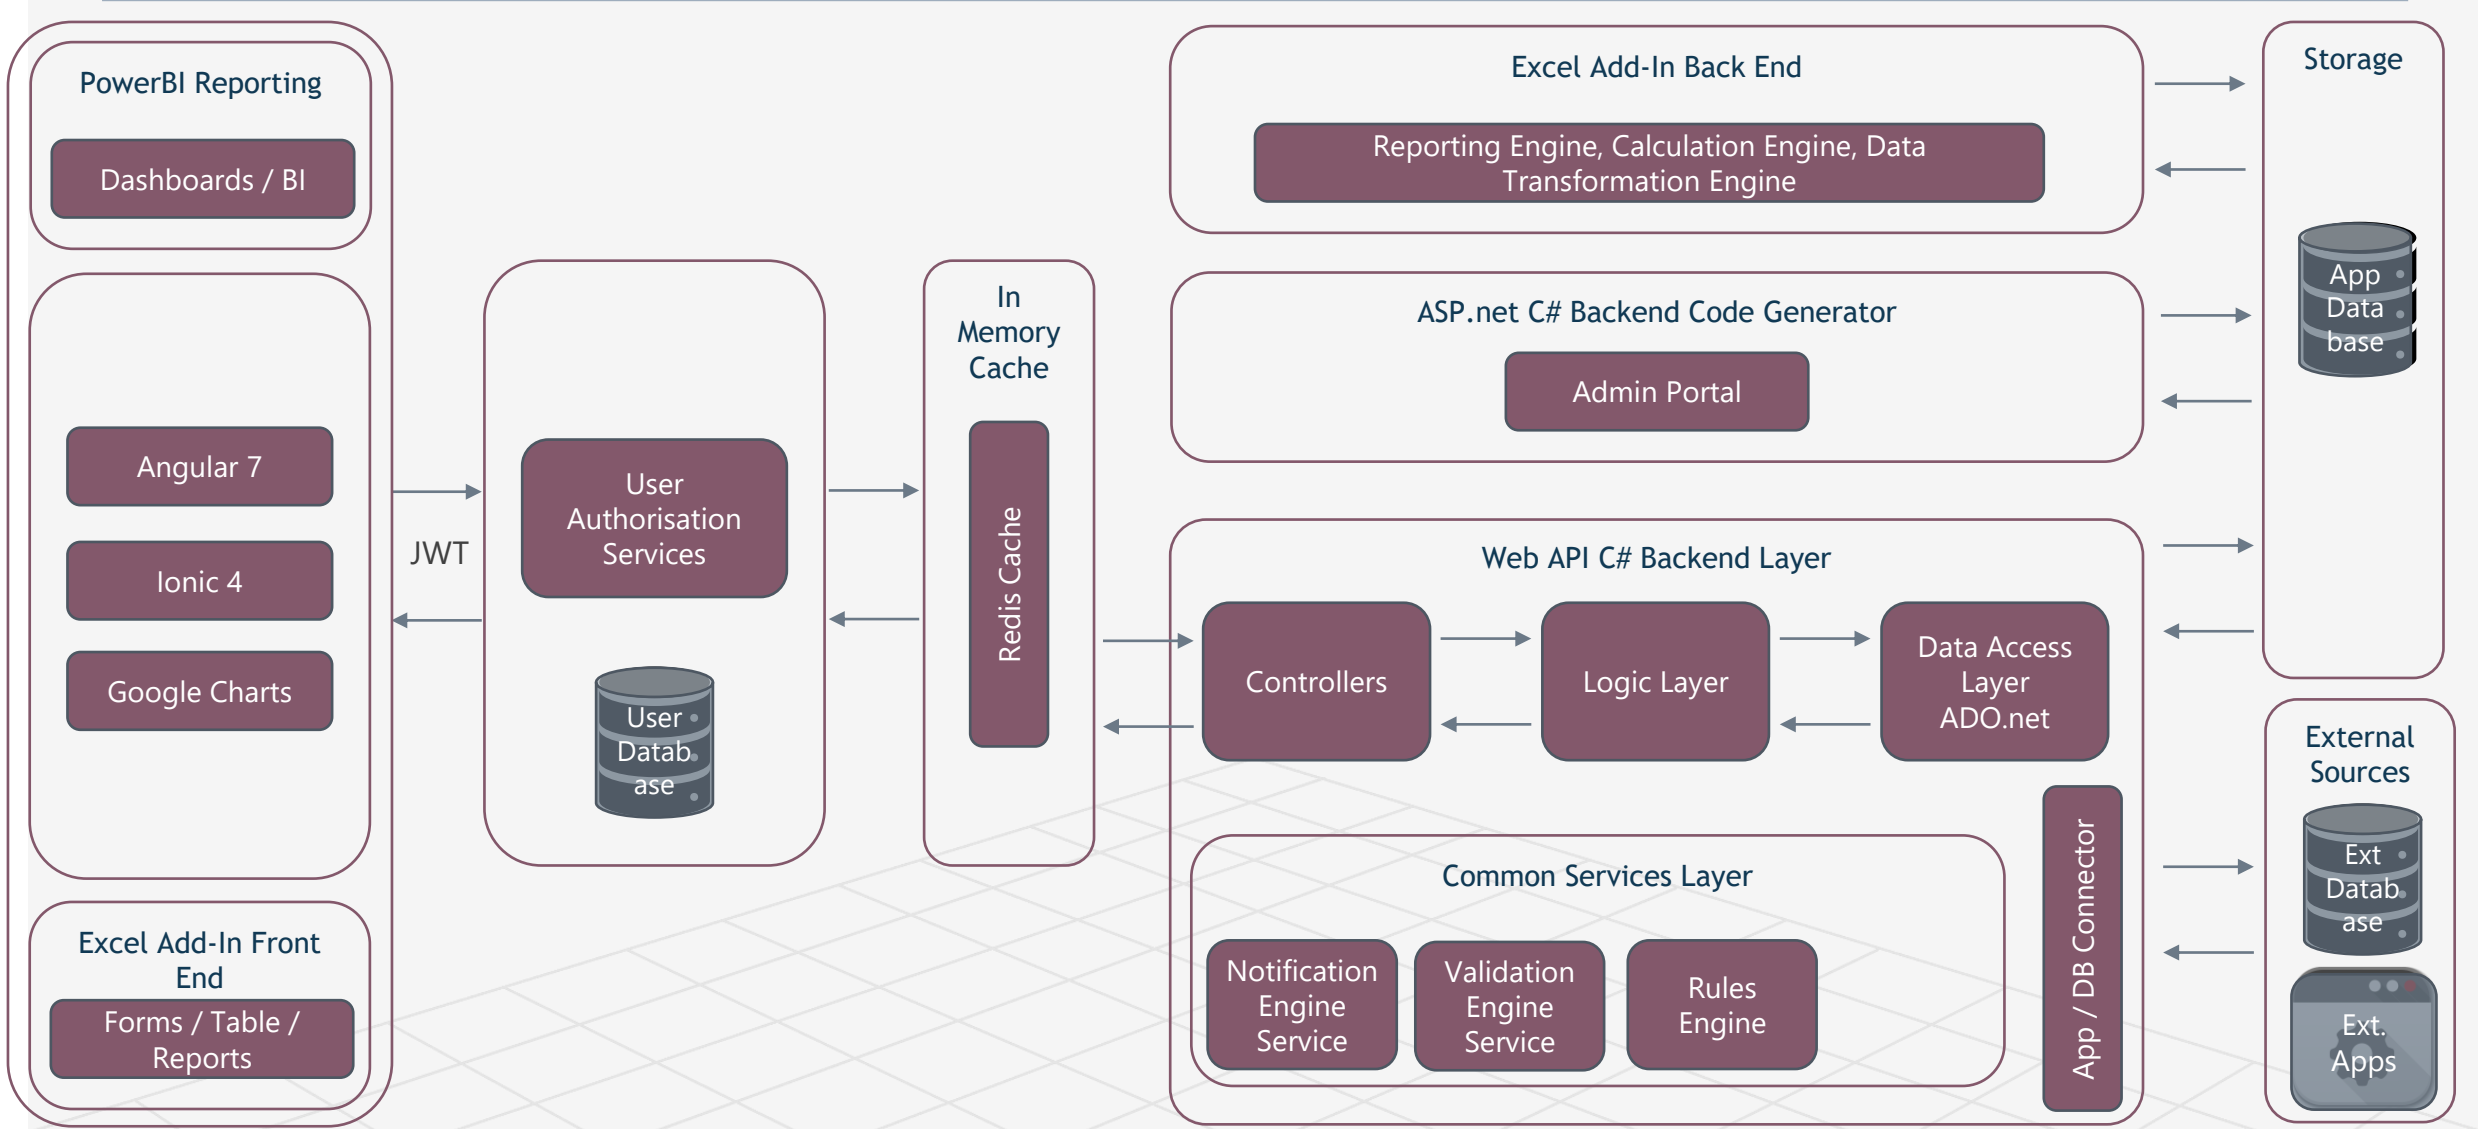 PowerBI Reporting
Dashboards / BI
Angular 7
Ionic 4
Google Charts
Excel Add-In Front
End
Forms / Table /
Reports
JWT
User
Authorisation
Services
User
Datab
ase
In
Memory
Cache
Redis Cache
Excel Add-In Back End
Reporting Engine, Calculation Engine, Data
Transformation Engine
ASP.net C# Backend Code Generator
Admin Portal
Web API C# Backend Layer
Controllers
Logic Layer
Data Access
Layer
ADO.net
Common Services Layer
Notification
Engine
Service
Validation
Engine
Service
Rules
Engine
App / DB Connector
Storage
App
Data
base
External
Sources
Ext
Datab
ase
Ext.
Apps